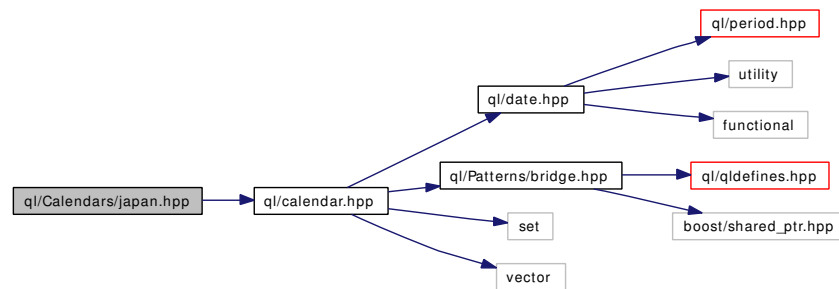 ql/period.hpp
utility
ql/date.hpp
functional
ql/Patterns/bridge.hpp
ql/qldefines.hpp
ql/Calendars/japan.hpp
ql/calendar.hpp
set
boost/shared_ptr.hpp
vector